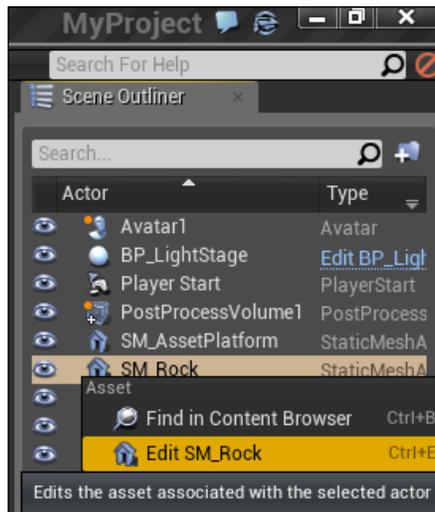 MyProject
Search For Help
Scene Outliner ×
Search...
Actor Type
Avatar1 Avatar
BP_LightStage Edit BP_Ligh
Player Start PlayerStart
PostProcessVolume1 PostProcess
SM_AssetPlatform StaticMeshA
SM_Rock StaticMeshA
Asset
Find in Content Browser Ctrl+B
Edit SM_Rock Ctrl+E
Edits the asset associated with the selected actor